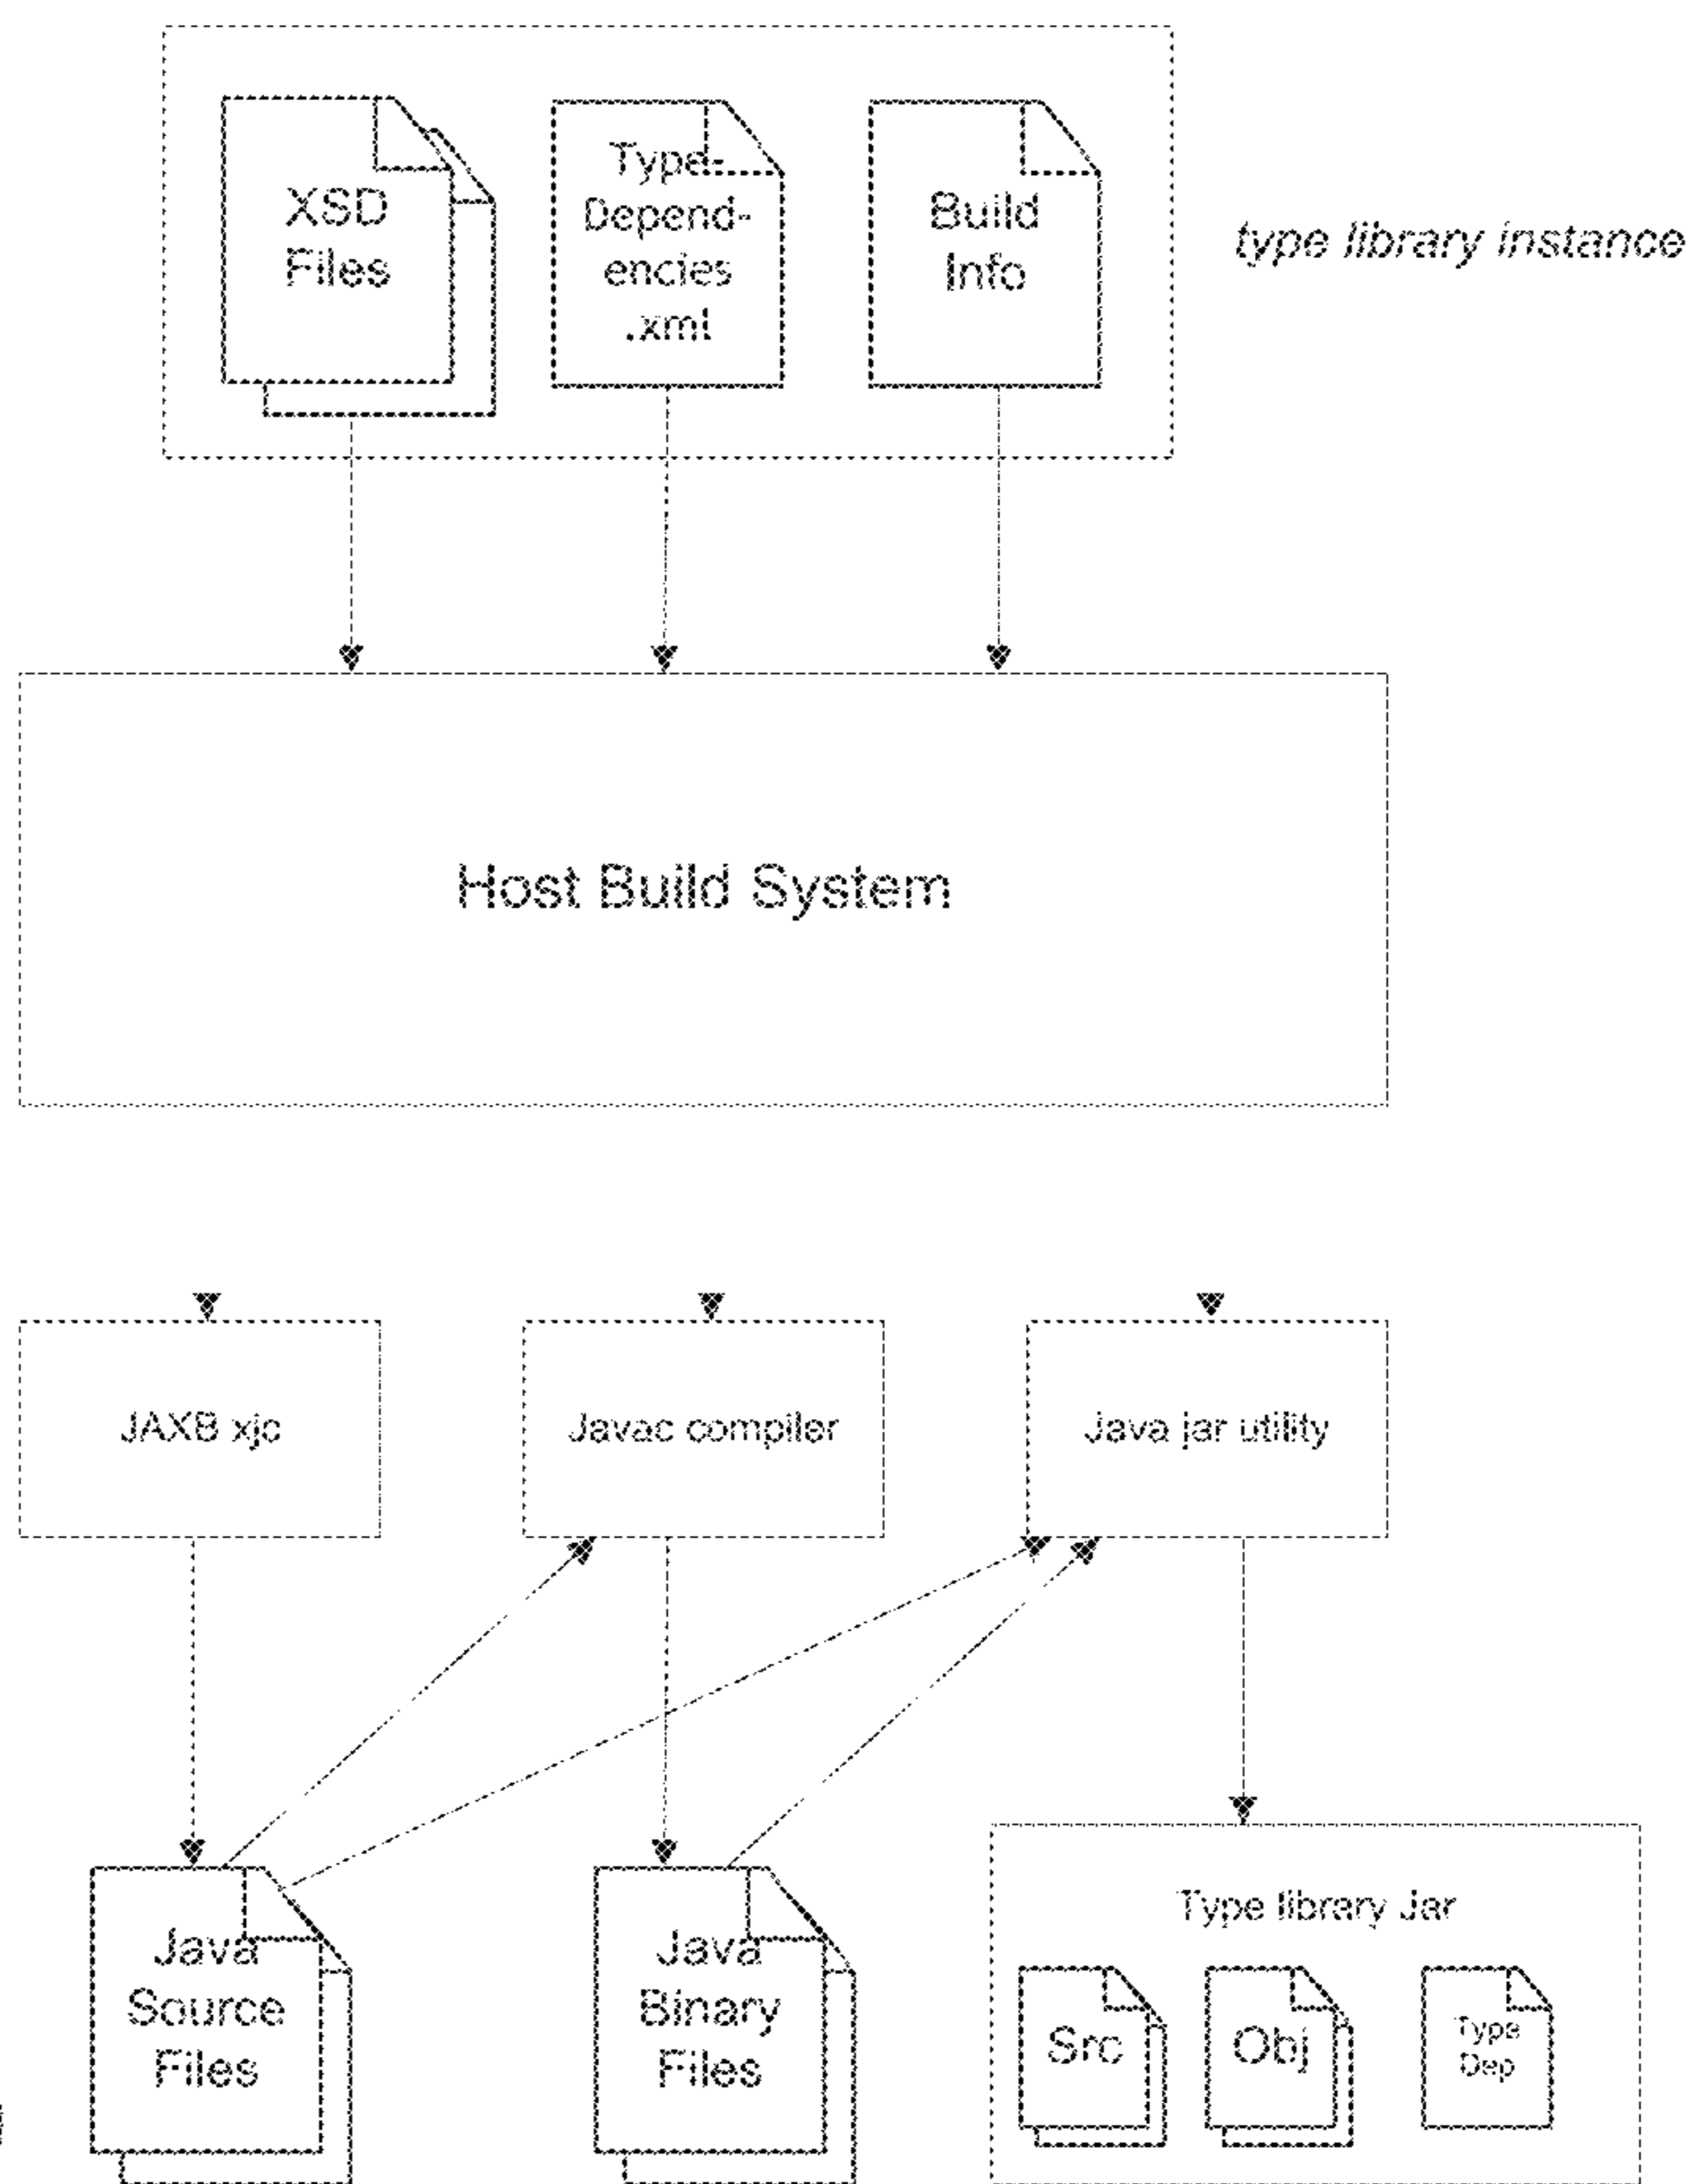 XSD
Files
Type-
Depend-
encies
.xml
Build
Info
type library instance
Host Build System
JAXB xjc
Javac compiler
Java jar utility
Java
Source
Files
Java
Binary
Files
Type library Jar
Src
Obj
Type
Dep